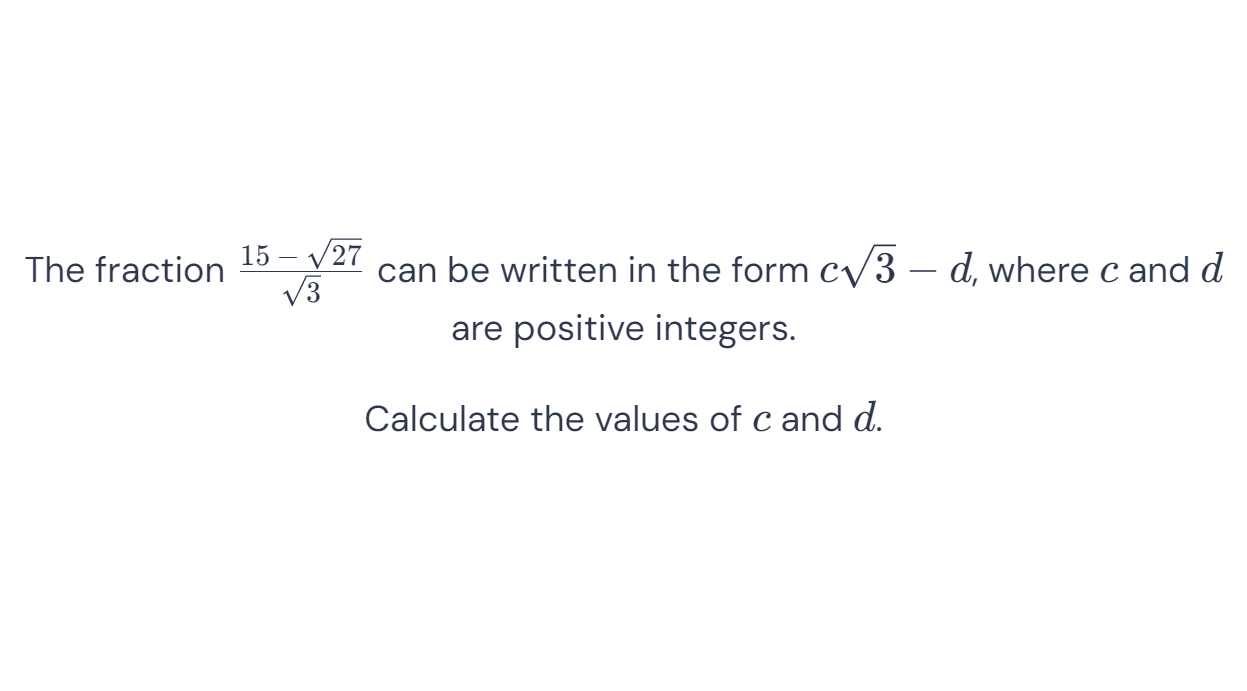 The fraction $\frac{15-\sqrt{27}}{\sqrt{3}}$ can be written in the form $c\sqrt{3}-d$, where $c$ and $d$
are positive integers.
Calculate the values of $c$ and $d$.